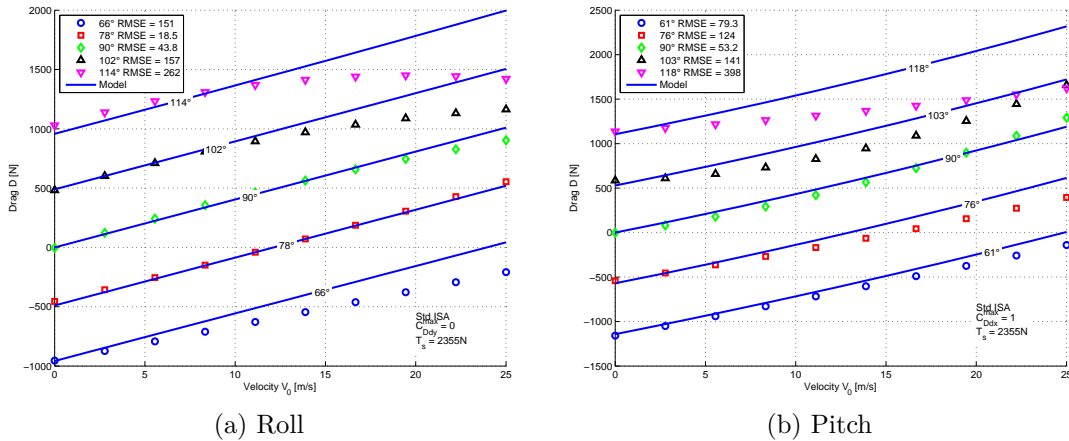 2000
1500
1000
500
0
−500
−1000
0
5
10
15
20
25
Drag D [N]
Velocity V0 [m/s]
66° RMSE = 151
78° RMSE = 18.5
90° RMSE = 43.8
102° RMSE = 157
114° RMSE = 262
Model
114°
102°
90°
78°
66°
Std ISA
C^max_Ddy = 0
T_s = 2355N
(a) Roll
2500
2000
1500
1000
500
0
−500
−1000
−1500
0
5
10
15
20
25
Drag D [N]
Velocity V0 [m/s]
61° RMSE = 79.3
76° RMSE = 124
90° RMSE = 53.2
103° RMSE = 141
118° RMSE = 398
Model
118°
103°
90°
76°
61°
Std ISA
C^max_Ddx = 1
T_s = 2355N
(b) Pitch